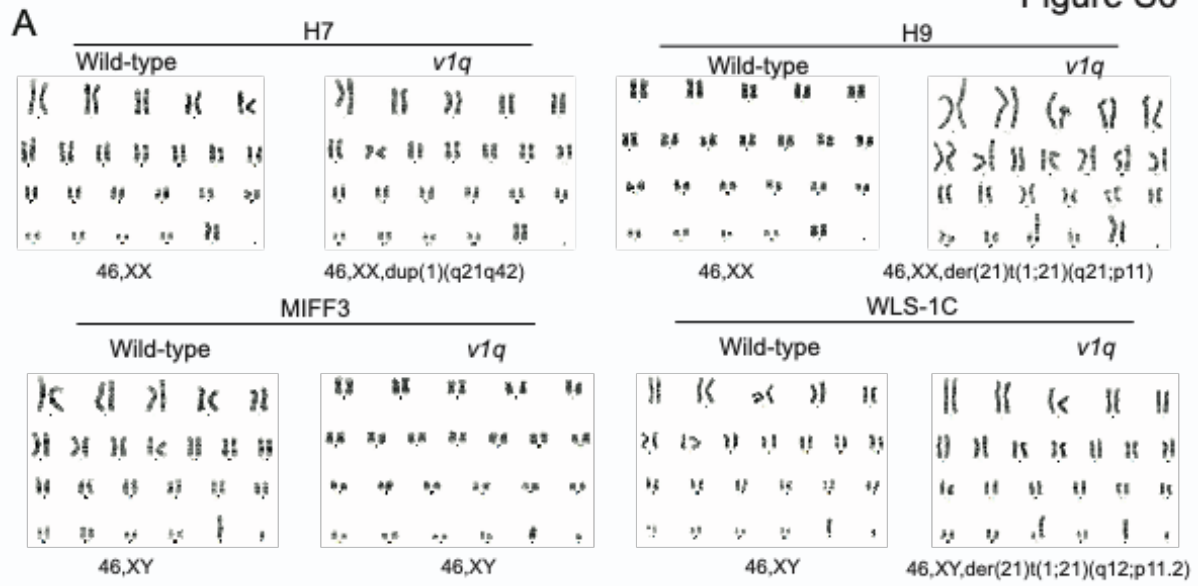 A
H7
H9
Wild-type
v1q
Wild-type
v1q
46,XX
46,XX,dup(1)(q21q42)
46,XX
46,XX,der(21)t(1;21)(q21;p11)
MIFF3
WLS-1C
Wild-type
v1q
Wild-type
v1q
46,XY
46,XY
46,XY
46,XY,der(21)t(1;21)(q12;p11.2)